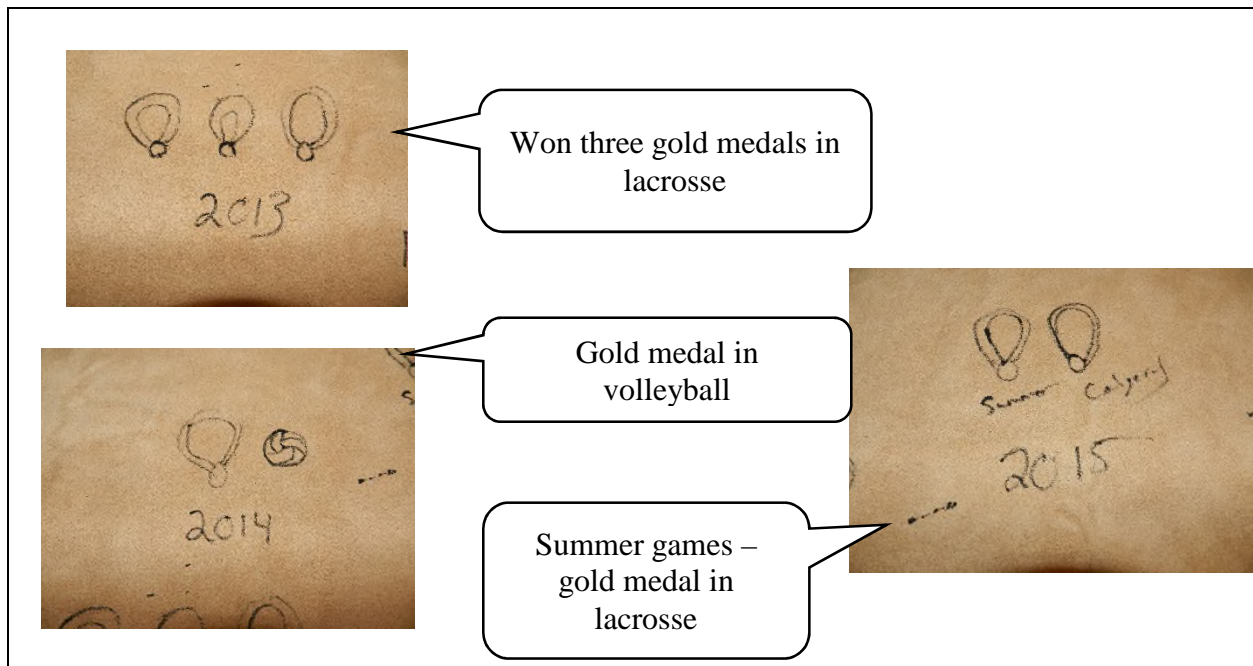 Won three gold medals in
lacrosse
2013
Gold medal in
volleyball
2014
Summer Calgary
2015
Summer games –
gold medal in
lacrosse